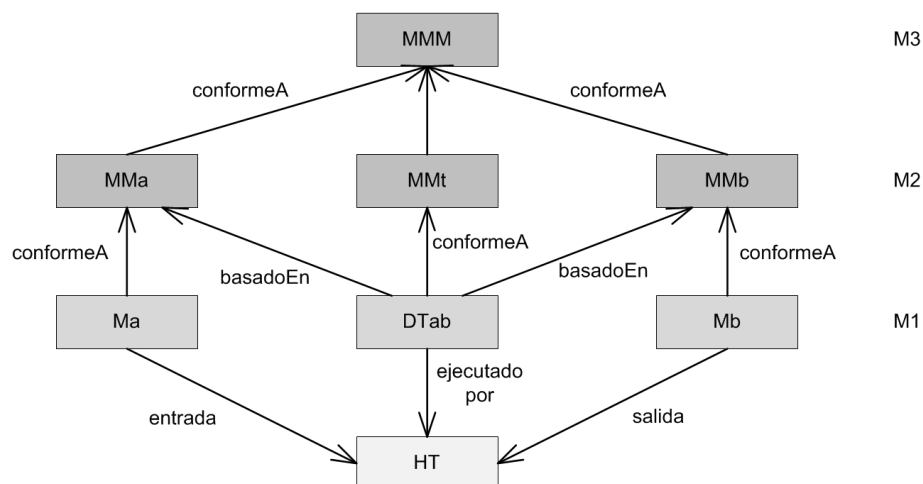 MMM
M3
conformeA
conformeA
MMa
MMt
MMb
M2
conformeA
basadoEn
conformeA
basadoEn
conformeA
Ma
DTab
Mb
M1
entrada
ejecutado
por
salida
HT